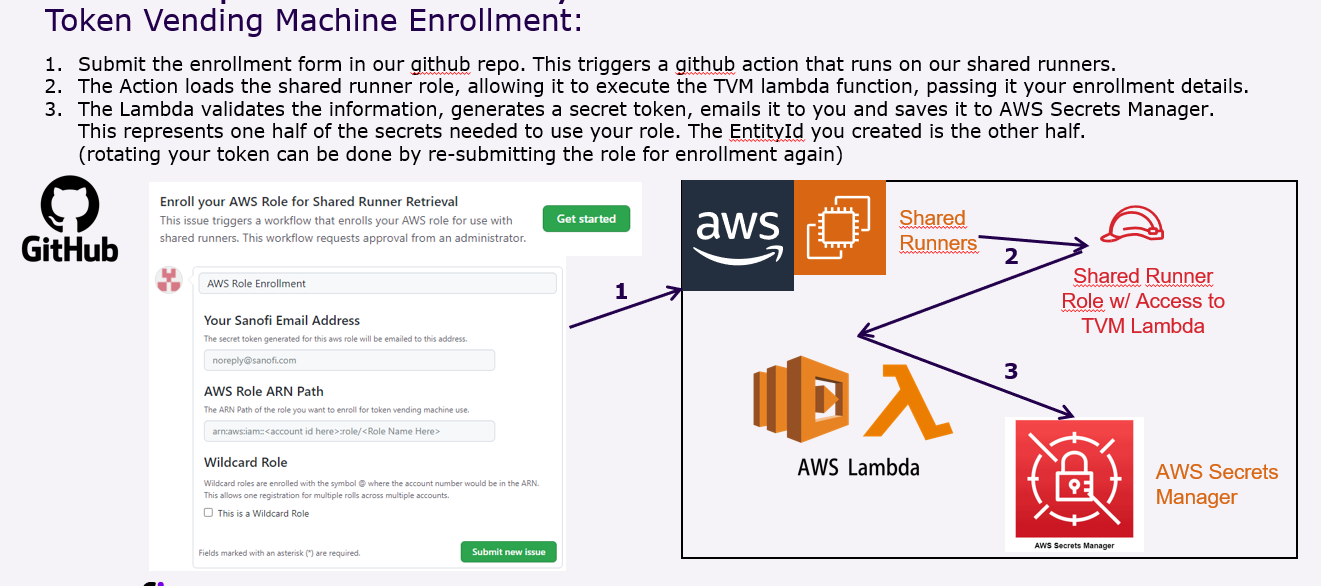 Token Vending Machine Enrollment:
1. Submit the enrollment form in our github repo. This triggers a github action that runs on our shared runners.
2. The Action loads the shared runner role, allowing it to execute the TVM lambda function, passing it your enrollment details.
3. The Lambda validates the information, generates a secret token, emails it to you and saves it to AWS Secrets Manager.
This represents one half of the secrets needed to use your role. The EntityId you created is the other half.
(rotating your token can be done by re-submitting the role for enrollment again)
GitHub
Enroll your AWS Role for Shared Runner Retrieval
This issue triggers a workflow that enrolls your AWS role for use with
shared runners. This workflow requests approval from an administrator.
Get started
AWS Role Enrollment
Your Sanofi Email Address
The secret token generated for this aws role will be emailed to this address.
noreply@sanofi.com
AWS Role ARN Path
The ARN Path of the role you want to enroll for token vending machine use.
arn:aws:iam::<account id here>:role/<Role Name Here>
Wildcard Role
Wildcard roles are enrolled with the symbol @ where the account number would be in the ARN.
This allows one registration for multiple rolls across multiple accounts.
This is a Wildcard Role
Fields marked with an asterisk (*) are required.
Submit new issue
1
aws
Shared
Runners
2
Shared Runner
Role w/ Access to
TVM Lambda
3
AWS Lambda
AWS Secrets
Manager
AWS Secrets Manager